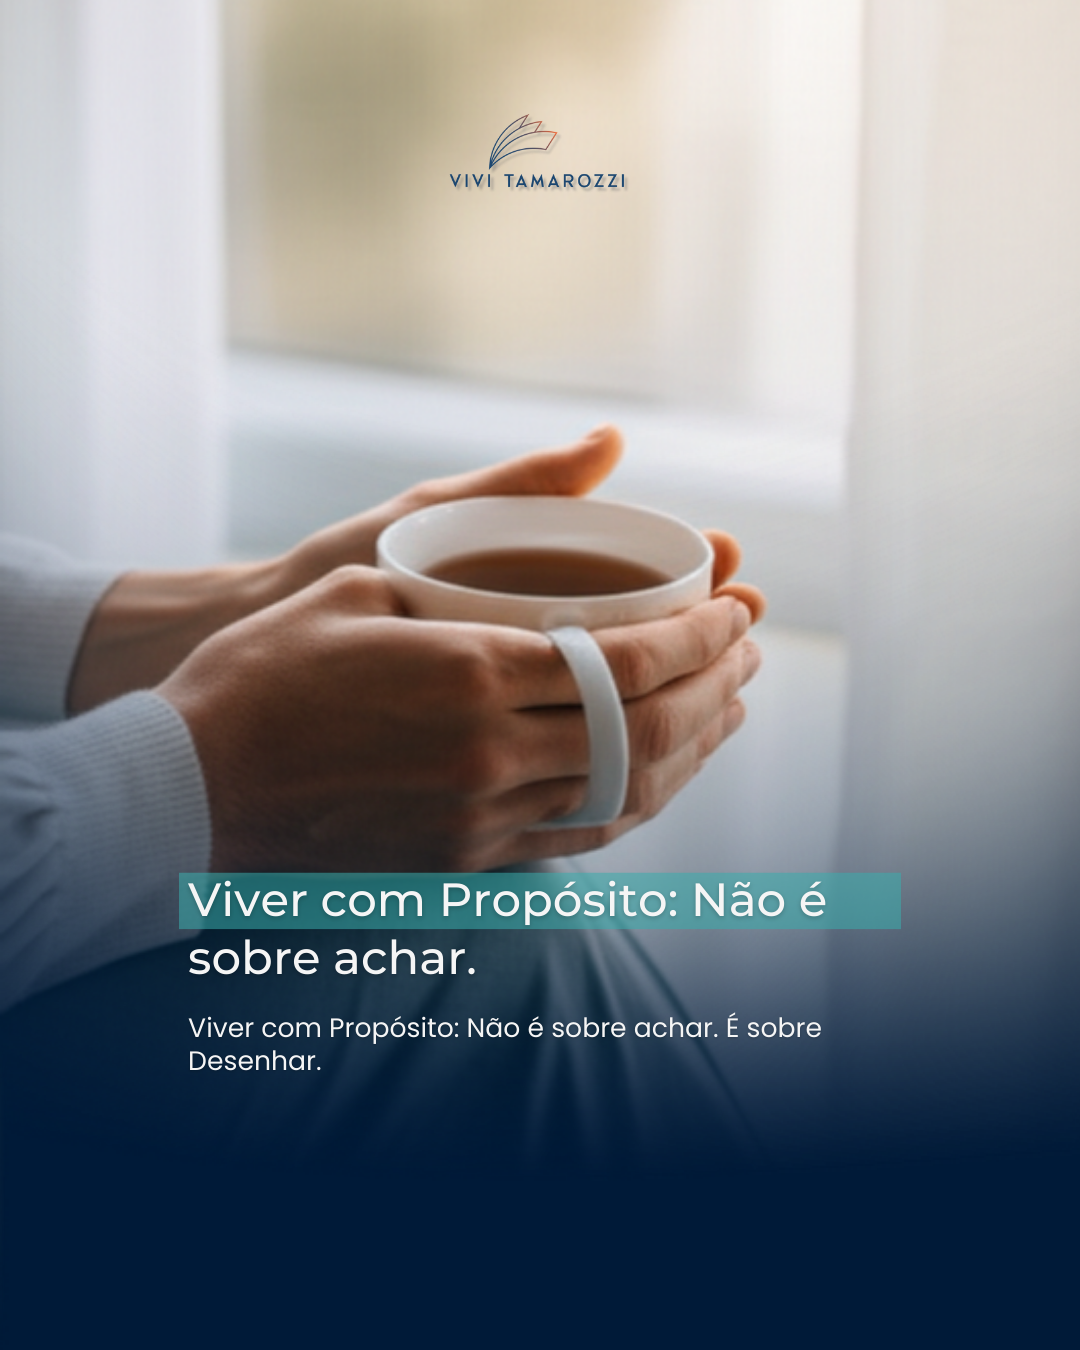 VIVI TAMAROZZI
Viver com Propósito: Não é
sobre achar.
Viver com Propósito: Não é sobre achar. É sobre
Desenhar.